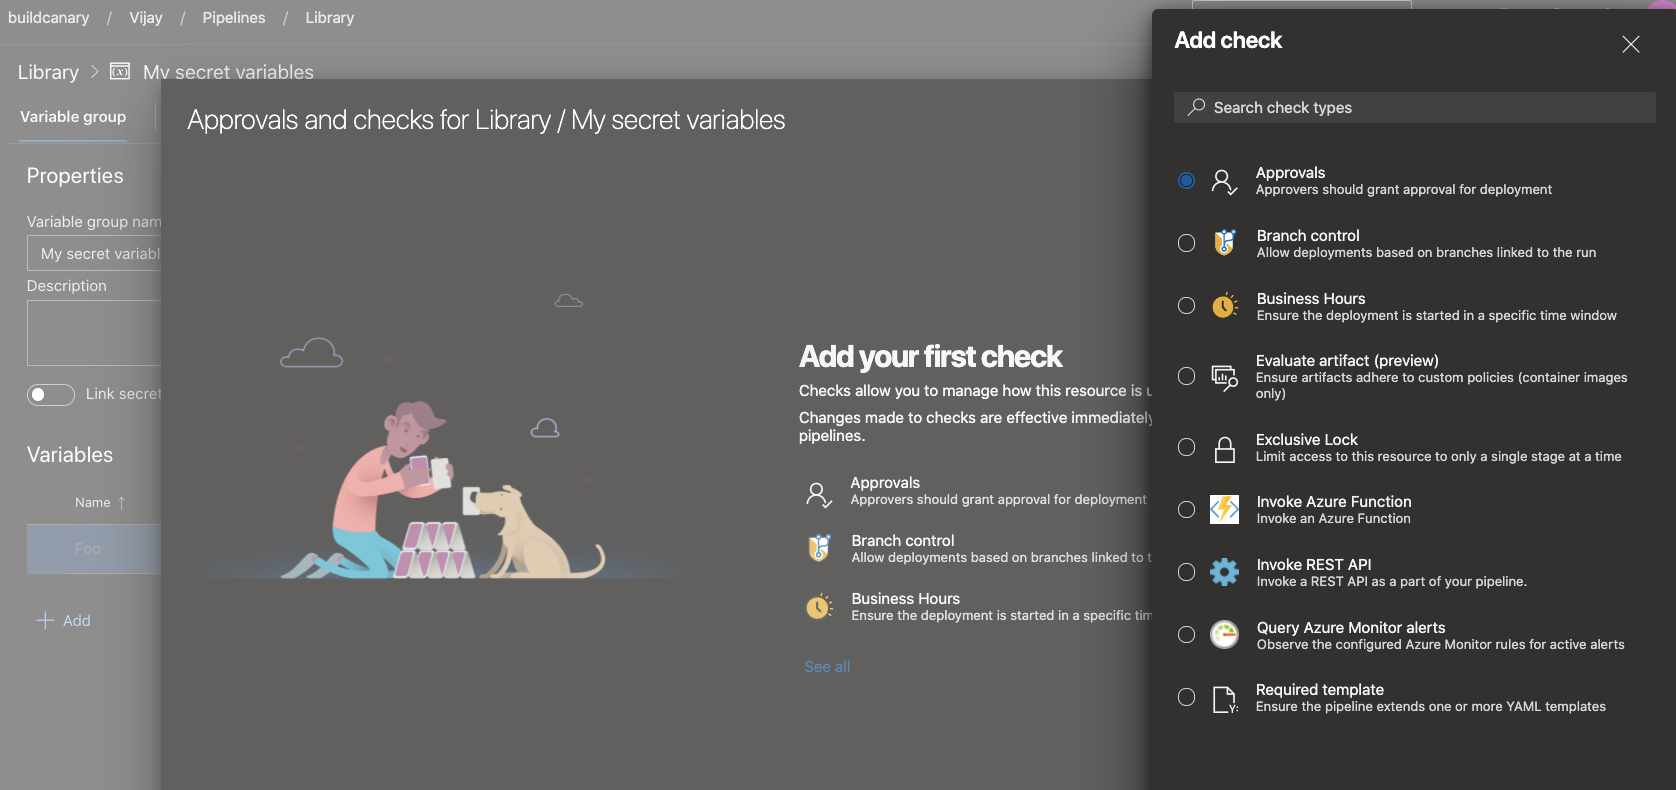 buildcanary / Vijay / Pipelines / Library
Library > My secret variables
Variable group
Properties
Variable group nam
My secret variabl
Description
Link secret
Variables
Name ↑
Foo
+ Add
Approvals and checks for Library / My secret variables
Add your first check
Checks allow you to manage how this resource is u
Changes made to checks are effective immediately
pipelines.
Approvals
Approvers should grant approval for deployment
Branch control
Allow deployments based on branches linked to t
Business Hours
Ensure the deployment is started in a specific tim
See all
Add check
Search check types
Approvals
Approvers should grant approval for deployment
Branch control
Allow deployments based on branches linked to the run
Business Hours
Ensure the deployment is started in a specific time window
Evaluate artifact (preview)
Ensure artifacts adhere to custom policies (container images
only)
Exclusive Lock
Limit access to this resource to only a single stage at a time
Invoke Azure Function
Invoke an Azure Function
Invoke REST API
Invoke a REST API as a part of your pipeline.
Query Azure Monitor alerts
Observe the configured Azure Monitor rules for active alerts
Required template
Ensure the pipeline extends one or more YAML templates